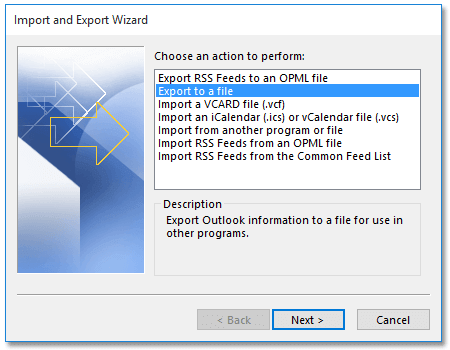 Import and Export Wizard
Choose an action to perform:
Export RSS Feeds to an OPML file
Export to a file
Import a VCARD file (.vcf)
Import an iCalendar (.ics) or vCalendar file (.vcs)
Import from another program or file
Import RSS Feeds from an OPML file
Import RSS Feeds from the Common Feed List
Description
Export Outlook information to a file for use in
other programs.
< Back
Next >
Cancel